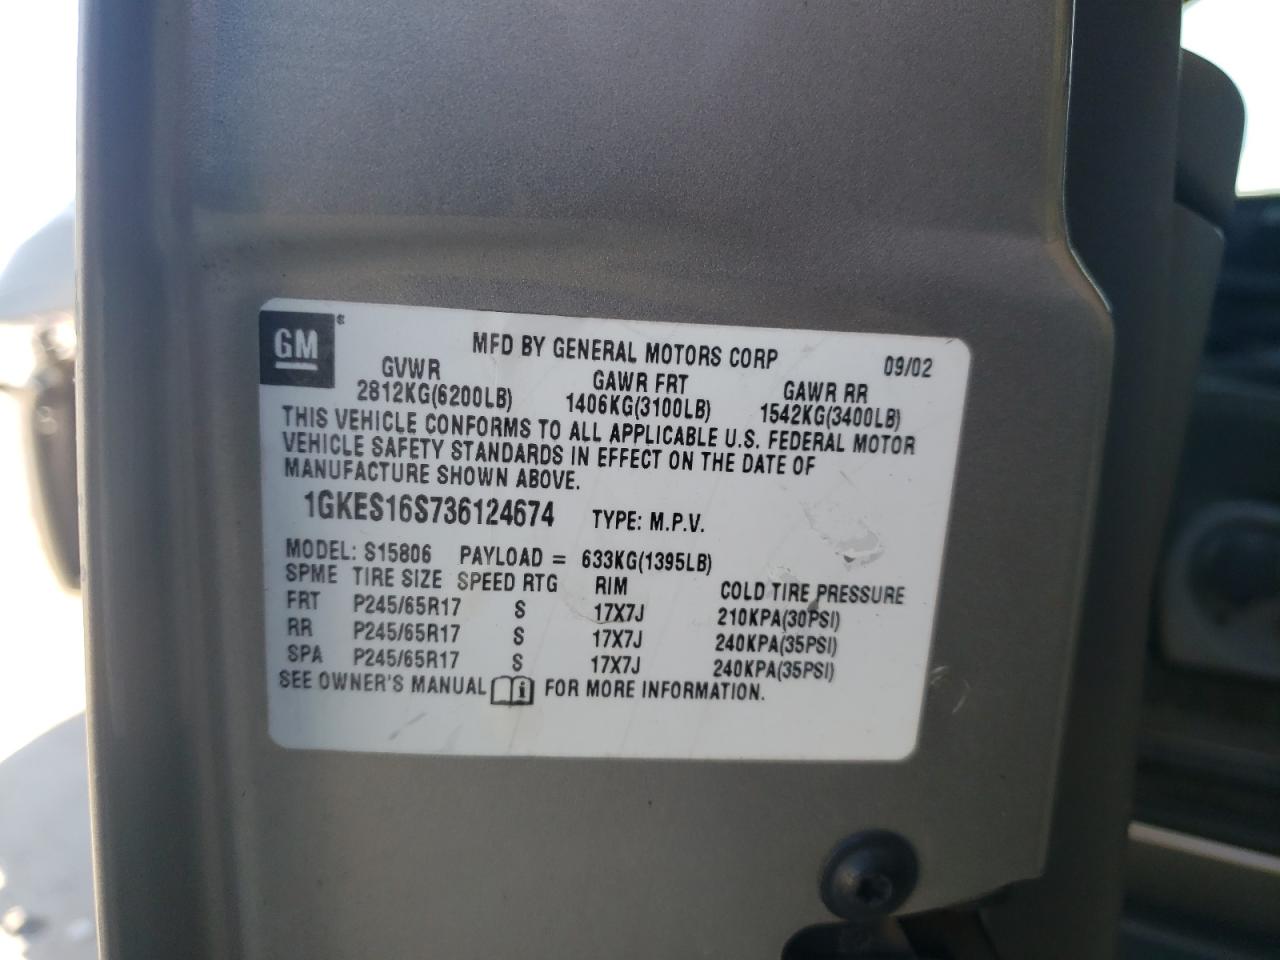 GM®
MFD BY GENERAL MOTORS CORP 09/02
GVWR GAWR FRT GAWR RR
2812KG(6200LB) 1406KG(3100LB) 1542KG(3400LB)
THIS VEHICLE CONFORMS TO ALL APPLICABLE U.S. FEDERAL MOTOR
VEHICLE SAFETY STANDARDS IN EFFECT ON THE DATE OF
MANUFACTURE SHOWN ABOVE.
1GKES16S736124674 TYPE: M.P.V.
MODEL: S15806 PAYLOAD = 633KG(1395LB)
SPME TIRE SIZE SPEED RTG RIM COLD TIRE PRESSURE
FRT P245/65R17 S 17X7J 210KPA(30PSI)
RR P245/65R17 S 17X7J 240KPA(35PSI)
SPA P245/65R17 S 17X7J 240KPA(35PSI)
SEE OWNER'S MANUAL i FOR MORE INFORMATION.